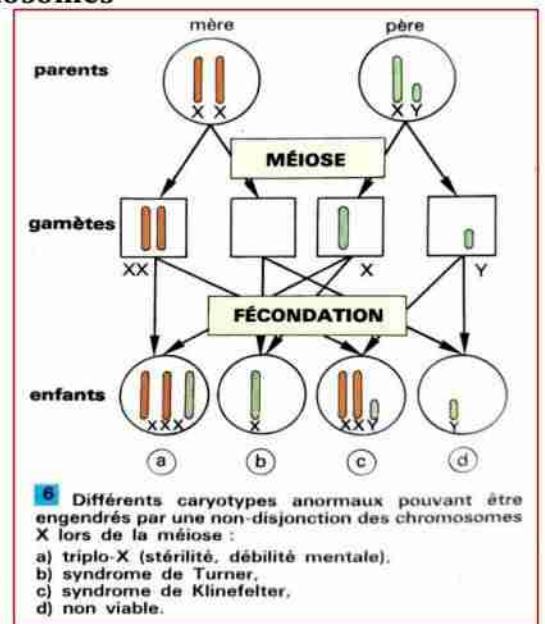 mère père
parents
X X X Y
MÉIOSE
gamètes
XX X Y
FÉCONDATION
enfants
XXX X XXY Y
a b c d
6 Différents caryotypes anormaux pouvant être
engendrés par une non-disjonction des chromosomes
X lors de la méiose :
a) triplo-X (stérilité, débilité mentale),
b) syndrome de Turner,
c) syndrome de Klinefelter,
d) non viable.